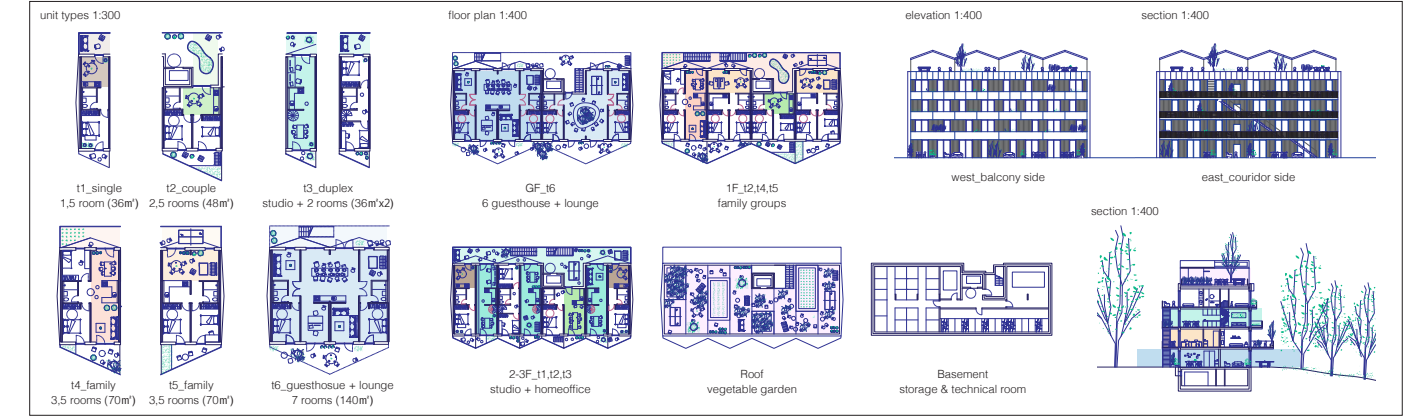 unit types 1:300
t1_single
1,5 room (36㎡)
t2_couple
2,5 rooms (48㎡)
t3_duplex
studio + 2 rooms (36㎡x2)
t4_family
3,5 rooms (70㎡)
t5_family
3,5 rooms (70㎡)
t6_guesthosue + lounge
7 rooms (140㎡)
floor plan 1:400
GF_t6
6 guesthouse + lounge
1F_t2,t4,t5
family groups
2-3F_t1,t2,t3
studio + homeoffice
Roof
vegetable garden
Basement
storage & technical room
elevation 1:400
west_balcony side
section 1:400
east_couridor side
section 1:400